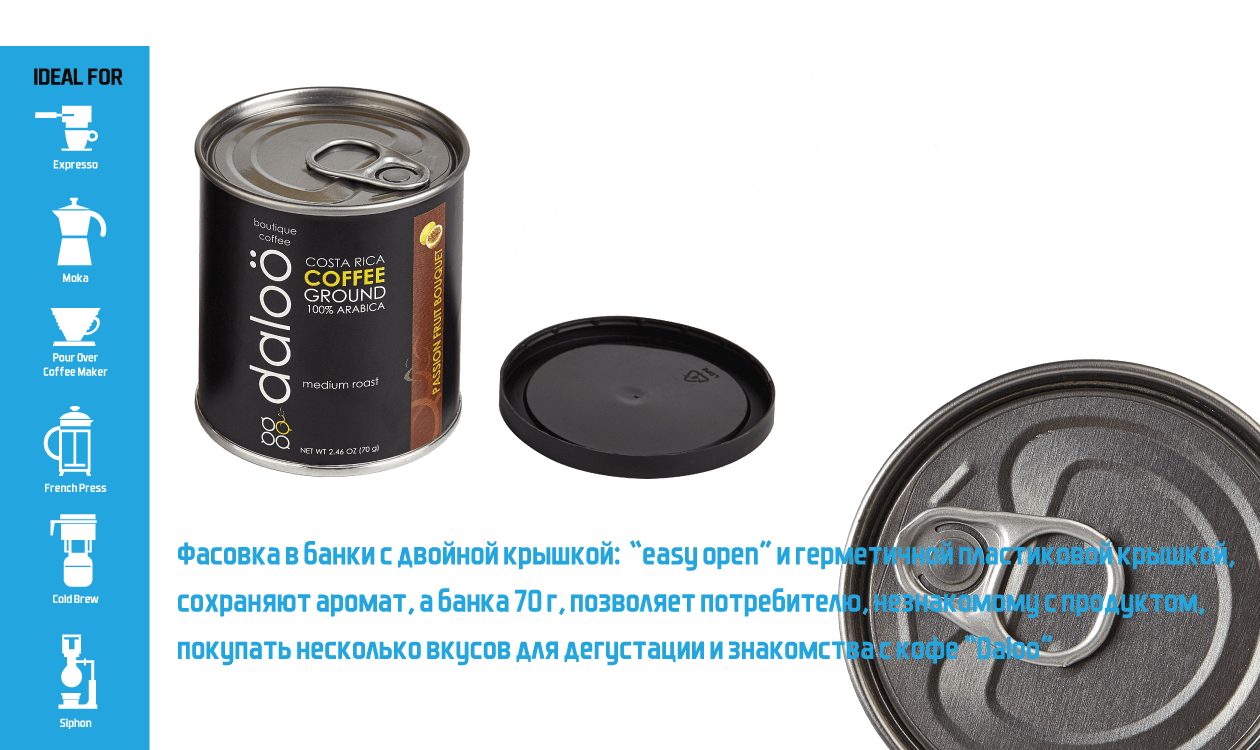 IDEAL FOR
Expresso
Moka
Pour Over
Coffee Maker
French Press
Cold Brew
Siphon
boutique
coffee
daloö
COSTA RICA
COFFEE
GROUND
100% ARABICA
medium roast
NET WT 2.46 OZ (70 g)
PASSION FRUIT BOUQUET
Фасовка в банки с двойной крышкой: “easy open” и герметичной пластиковой крышкой,
сохраняют аромат, а банка 70 г, позволяет потребителю, незнакомому с продуктом,
покупать несколько вкусов для дегустации и знакомства с кофе “Daloo”